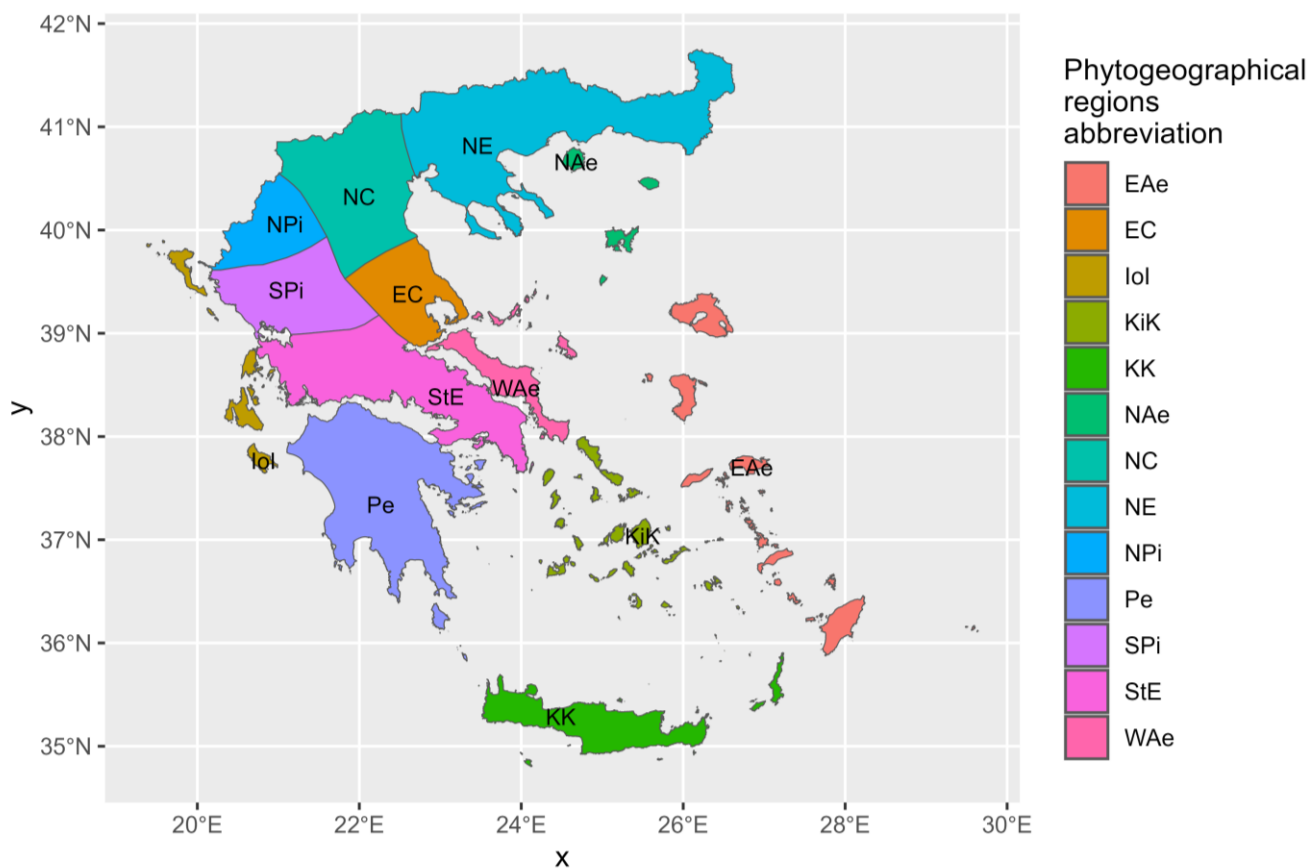 42°N
41°N
40°N
39°N
38°N
37°N
36°N
35°N
y
20°E 22°E 24°E 26°E 28°E 30°E
x
NE
NAe
NC
NPi
SPi
EC
WAe
StE
IoI
EAe
Pe
KiK
KK
Phytogeographical
regions
abbreviation
EAe
EC
IoI
KiK
KK
NAe
NC
NE
NPi
Pe
SPi
StE
WAe